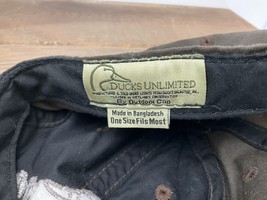 DUCKS UNLIMITED
By: Outdoor Cap
Made in Bangladesh
One Size Fits Most